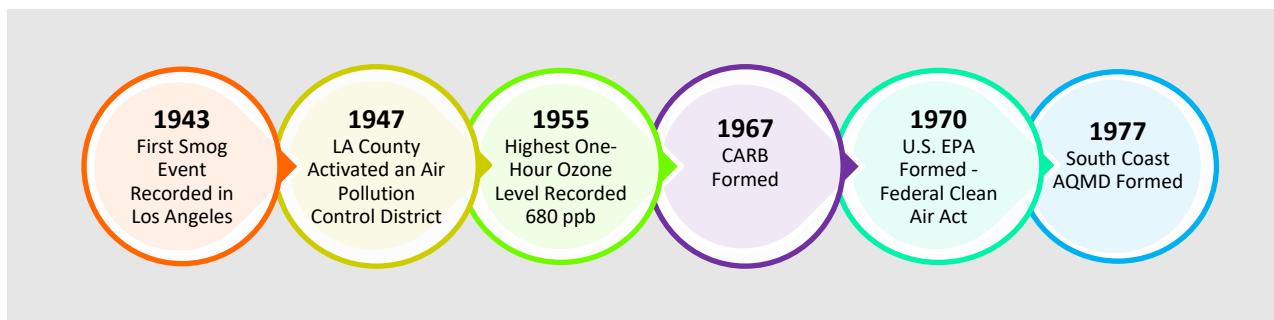 1943
First Smog
Event
Recorded in
Los Angeles
1947
LA County
Activated an Air
Pollution
Control District
1955
Highest One-
Hour Ozone
Level Recorded
680 ppb
1967
CARB
Formed
1970
U.S. EPA
Formed -
Federal Clean
Air Act
1977
South Coast
AQMD Formed